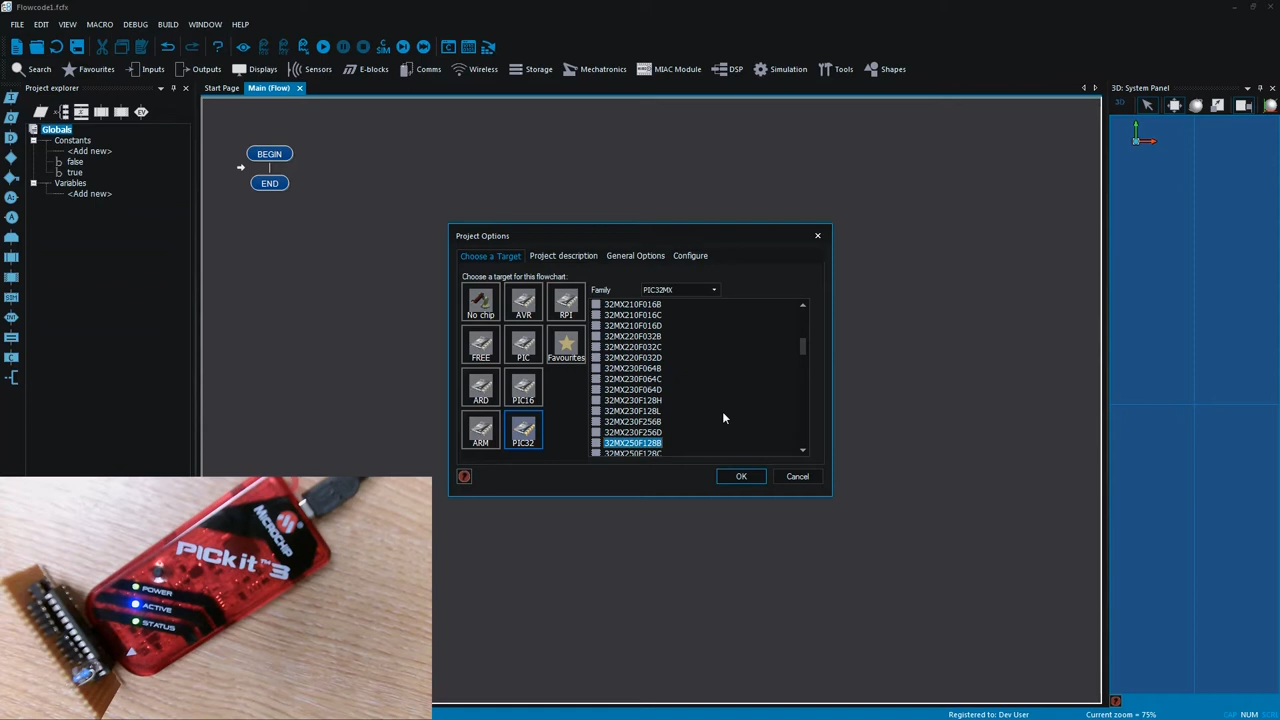 Flowcode1.fcfx
FILE EDIT VIEW MACRO DEBUG BUILD WINDOW HELP
Search Favourites Inputs Outputs Displays Sensors E-blocks Comms Wireless Storage Mechatronics MIAC Module DSP Simulation Tools Shapes
Project explorer
Start Page Main (Flow)
3D: System Panel
Globals
Constants
<Add new>
false
true
Variables
<Add new>
BEGIN
END
Project Options
Choose a Target Project description General Options Configure
Choose a target for this flowchart:
No chip AVR RPI
FREE PIC Favourites
ARD PIC16
ARM PIC32
Family PIC32MX
32MX210F016B
32MX210F016C
32MX210F016D
32MX220F032B
32MX220F032C
32MX220F032D
32MX230F064B
32MX230F064C
32MX230F064D
32MX230F128H
32MX230F128L
32MX230F256B
32MX230F256D
32MX250F128B
32MX250F128C
OK Cancel
MICROCHIP
PICkit™ 3
POWER
ACTIVE
STATUS
Registered to: Dev User Current zoom = 75% CAP NUM SCRL